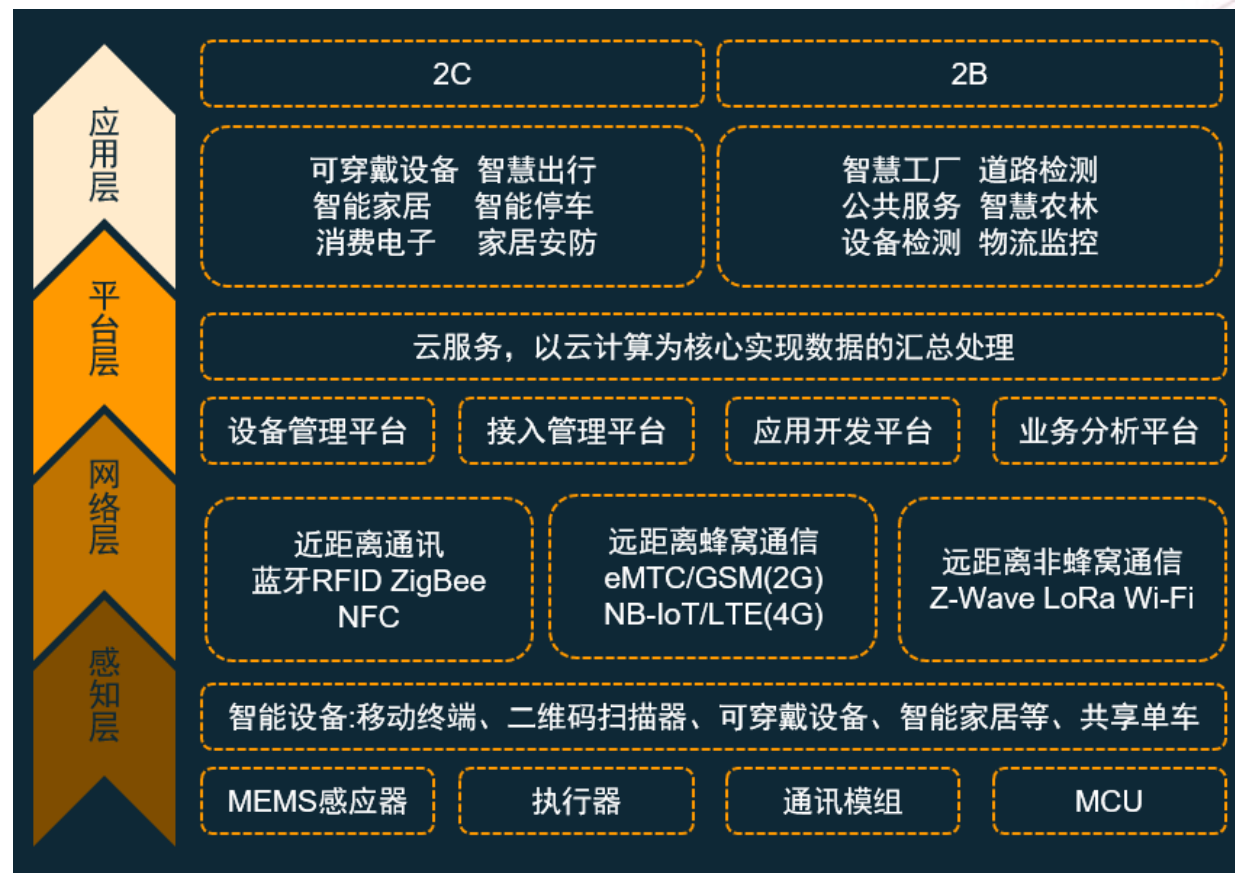 应用层
2C
2B
可穿戴设备 智慧出行
智能家居 智能停车
消费电子 家居安防
智慧工厂 道路检测
公共服务 智慧农林
设备检测 物流监控
平台层
云服务，以云计算为核心实现数据的汇总处理
设备管理平台
接入管理平台
应用开发平台
业务分析平台
网络层
近距离通讯
蓝牙RFID ZigBee
NFC
远距离蜂窝通信
eMTC/GSM(2G)
NB-IoT/LTE(4G)
远距离非蜂窝通信
Z-Wave LoRa Wi-Fi
感知层
智能设备:移动终端、二维码扫描器、可穿戴设备、智能家居等、共享单车
MEMS感应器
执行器
通讯模组
MCU